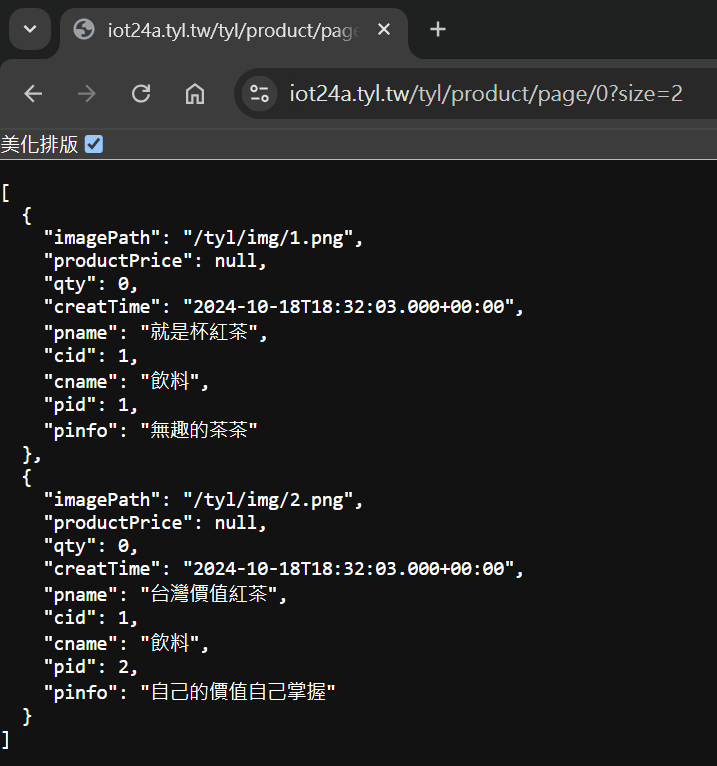 iot24a.tyl.tw/tyl/product/page
iot24a.tyl.tw/tyl/product/page/0?size=2
美化排版
[
  {
    "imagePath": "/tyl/img/1.png",
    "productPrice": null,
    "qty": 0,
    "creatTime": "2024-10-18T18:32:03.000+00:00",
    "pname": "就是杯紅茶",
    "cid": 1,
    "cname": "飲料",
    "pid": 1,
    "pinfo": "無趣的茶茶"
  },
  {
    "imagePath": "/tyl/img/2.png",
    "productPrice": null,
    "qty": 0,
    "creatTime": "2024-10-18T18:32:03.000+00:00",
    "pname": "台灣價值紅茶",
    "cid": 1,
    "cname": "飲料",
    "pid": 2,
    "pinfo": "自己的價值自己掌握"
  }
]